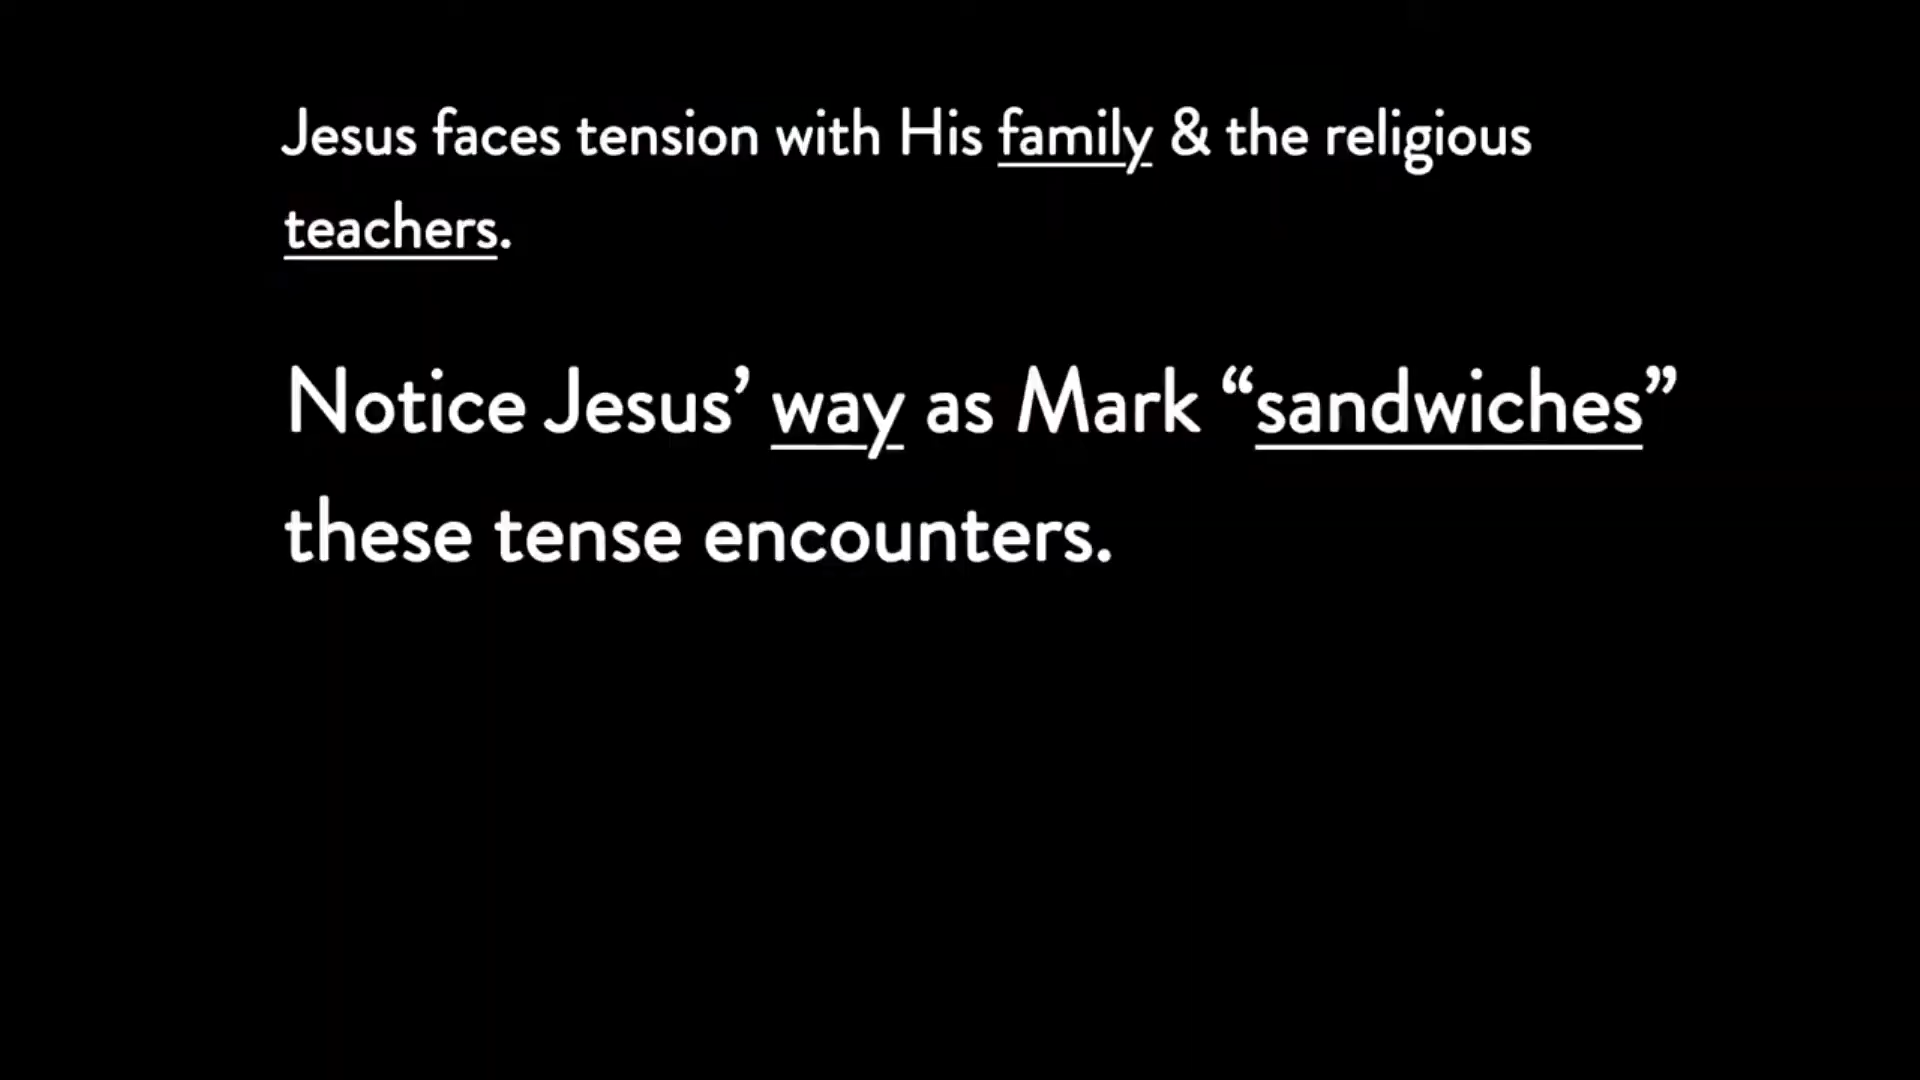 Jesus faces tension with His family & the religious
teachers.
Notice Jesus’ way as Mark “sandwiches”
these tense encounters.